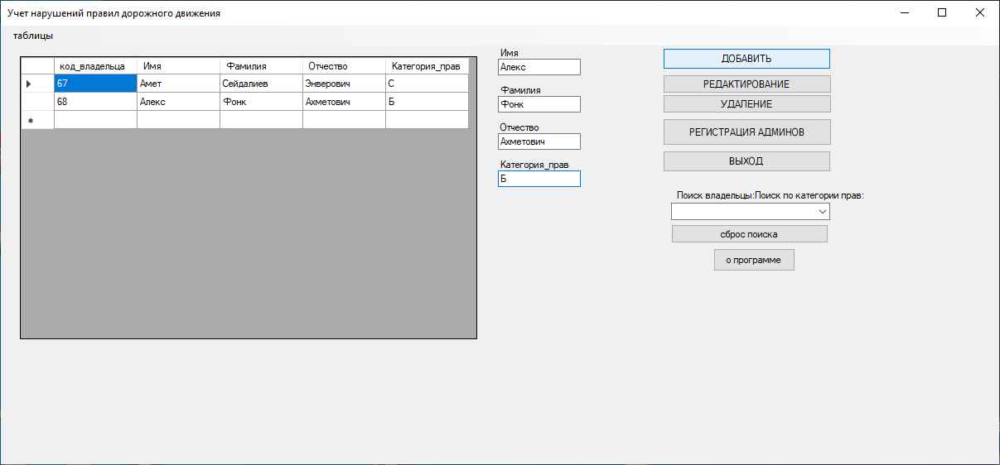 Учет нарушений правил дорожного движения
таблицы
код_владельца Имя Фамилия Отчество Категория_прав
67 Амет Сейдалиев Энверович С
68 Алекс Фонк Ахметович Б
Имя
Алекс
Фамилия
Фонк
Отчество
Ахметович
Категория_прав
Б
ДОБАВИТЬ
РЕДАКТИРОВАНИЕ
УДАЛЕНИЕ
РЕГИСТРАЦИЯ АДМИНОВ
ВЫХОД
Поиск владельцы:Поиск по категории прав:
сброс поиска
о программе